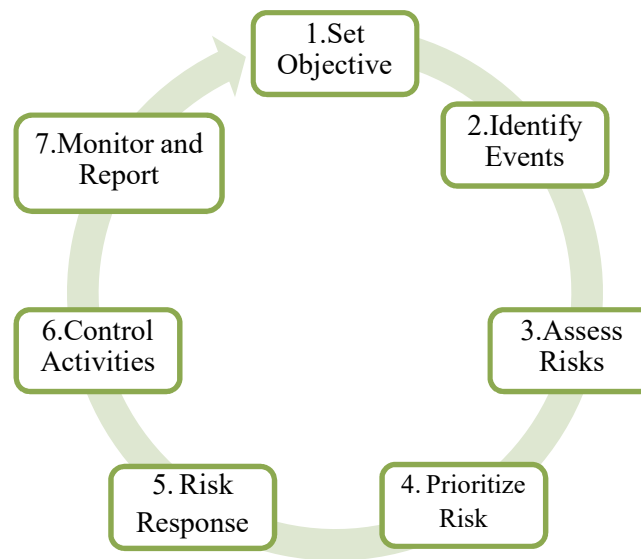 1.Set
Objective
2.Identify
Events
3.Assess
Risks
4. Prioritize
Risk
5. Risk
Response
6.Control
Activities
7.Monitor and
Report